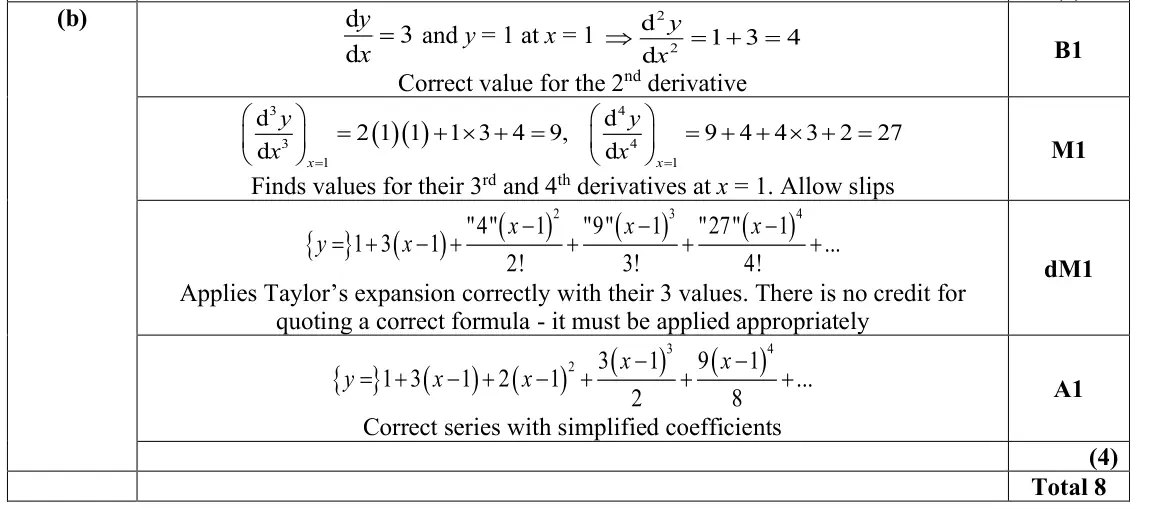 (b)
dy/dx = 3 and y = 1 at x = 1 ⇒ d²y/dx² = 1 + 3 = 4
B1
Correct value for the 2nd derivative
(d³y/dx³)ₓ₌₁ = 2(1)(1) + 1×3 + 4 = 9, (d⁴y/dx⁴)ₓ₌₁ = 9 + 4 + 4×3 + 2 = 27
M1
Finds values for their 3rd and 4th derivatives at x = 1. Allow slips
{y =}1 + 3(x − 1) + "4"(x − 1)²/2! + "9"(x − 1)³/3! + "27"(x − 1)⁴/4! + ...
dM1
Applies Taylor's expansion correctly with their 3 values. There is no credit for
quoting a correct formula - it must be applied appropriately
{y =}1 + 3(x − 1) + 2(x − 1)² + 3(x − 1)³/2 + 9(x − 1)⁴/8 + ...
A1
Correct series with simplified coefficients
(4)
Total 8